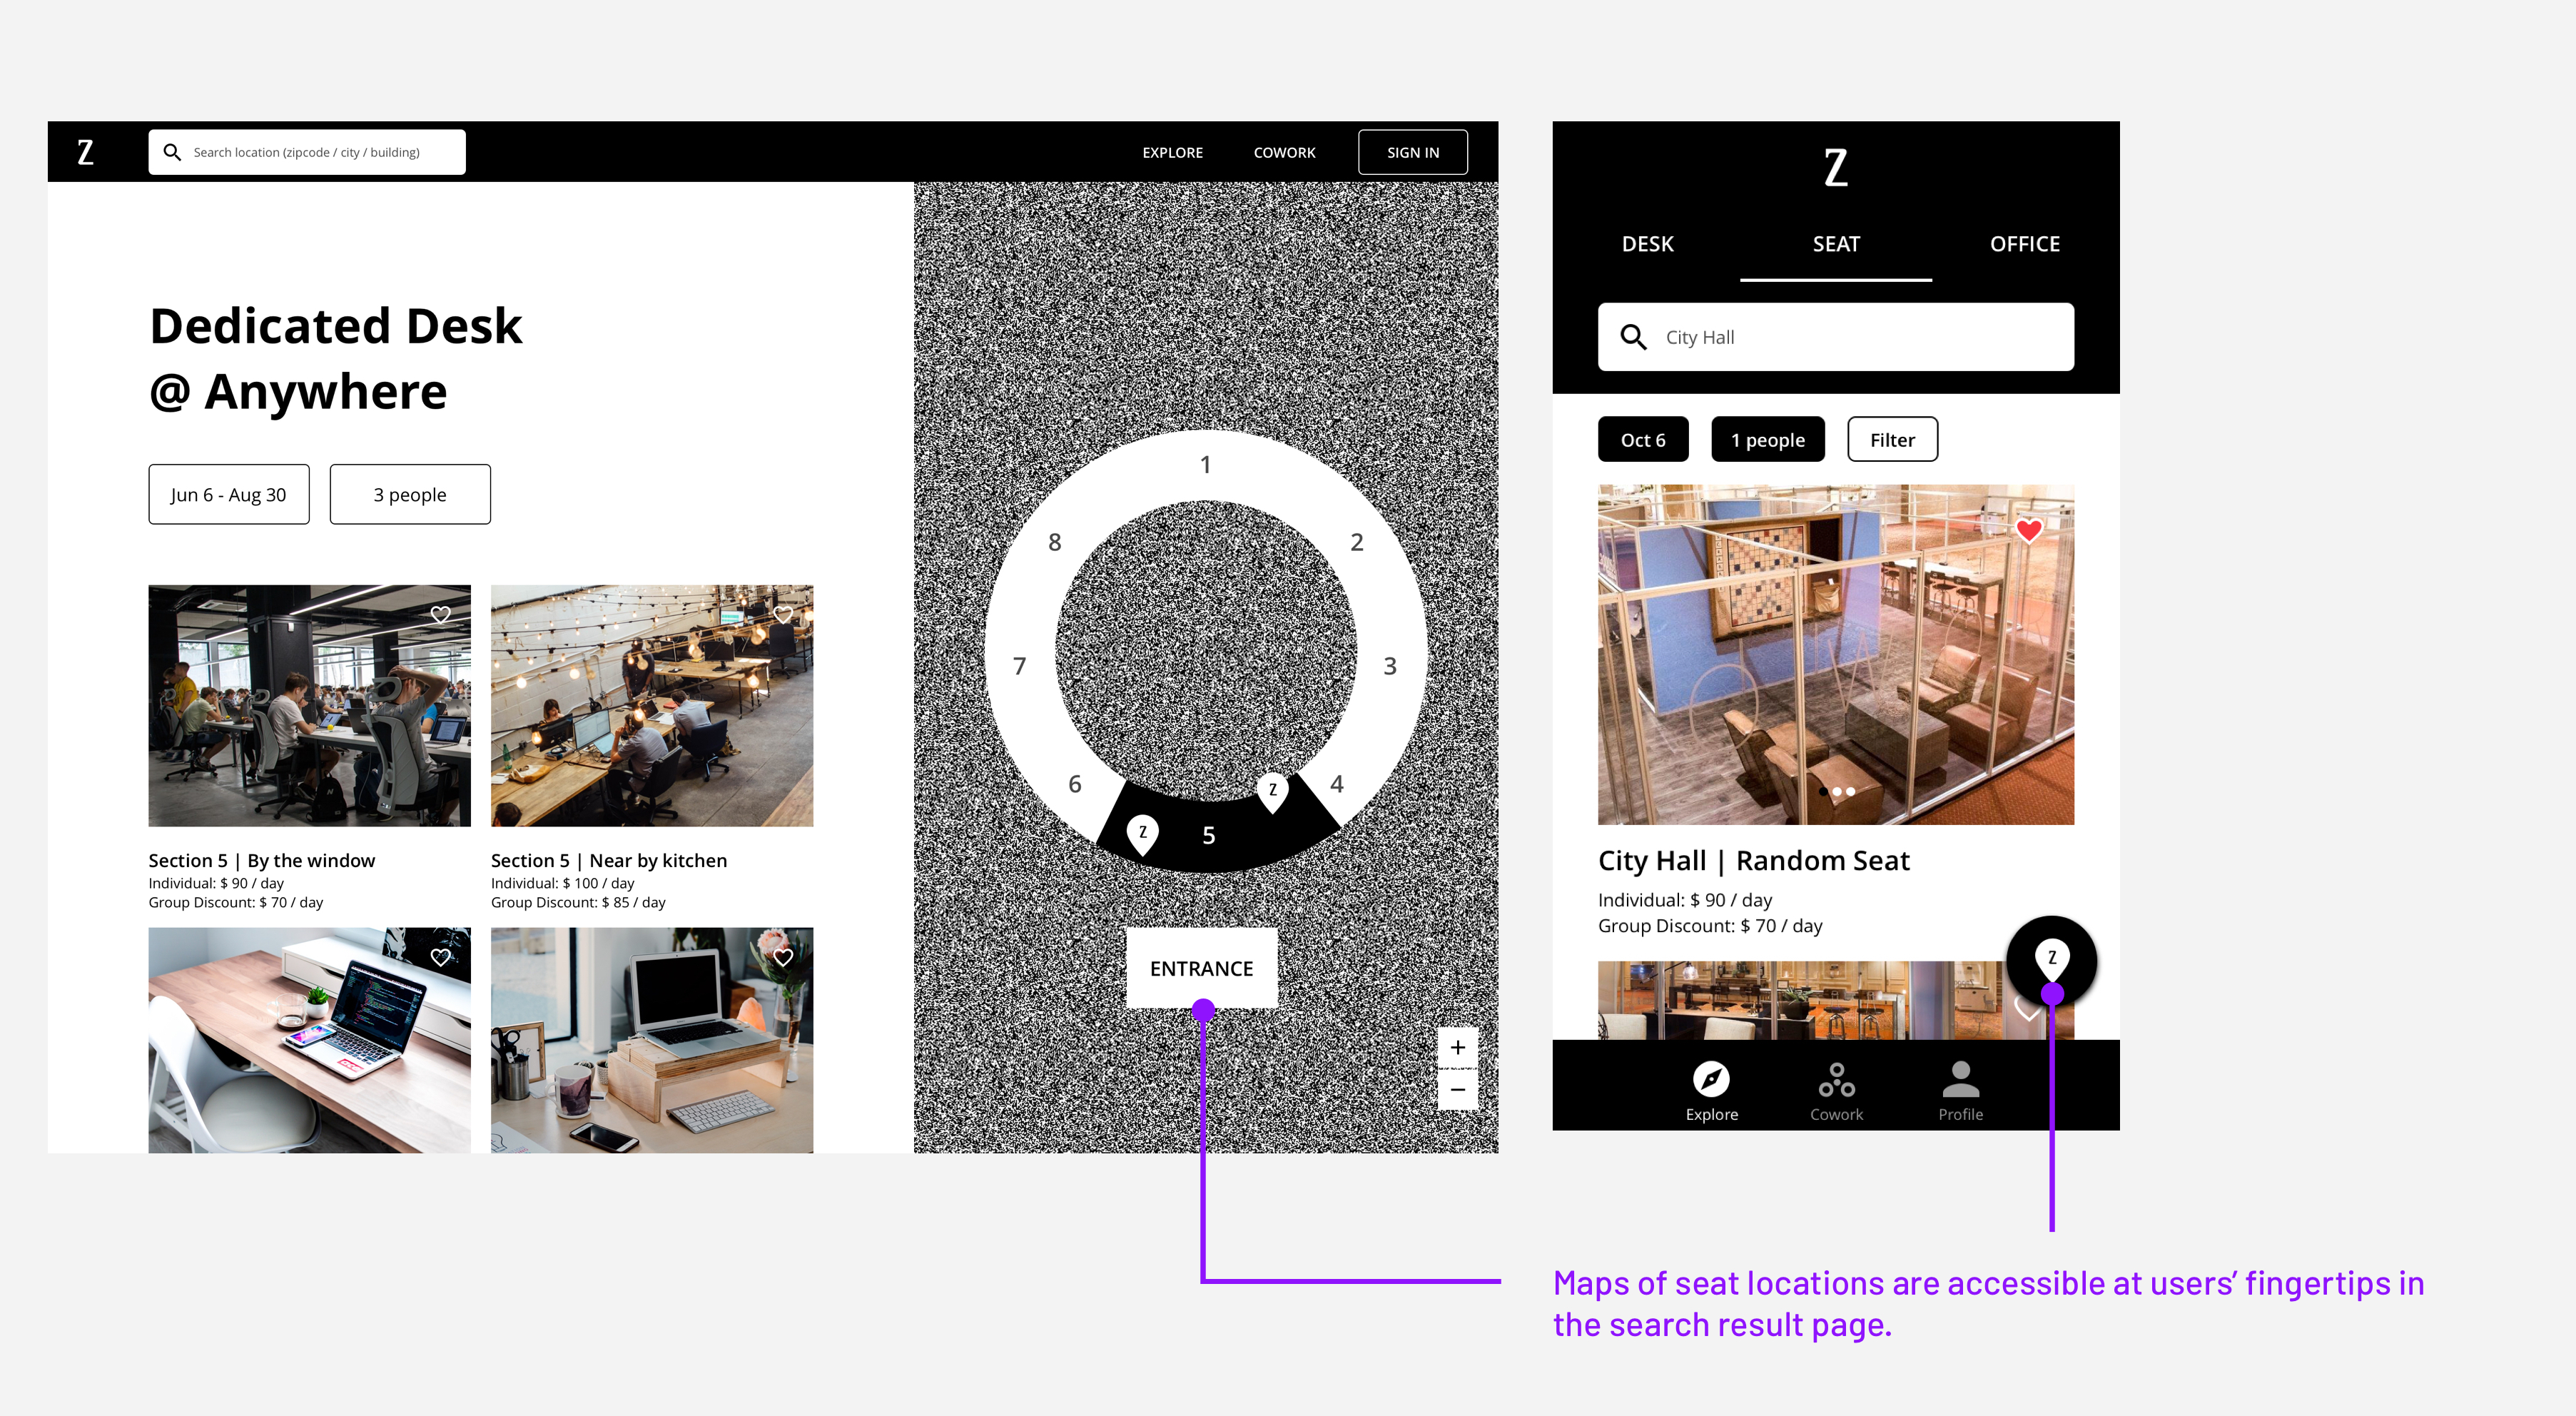 Z
Search location (zipcode / city / building)
EXPLORE
COWORK
SIGN IN
Dedicated Desk
@ Anywhere
Jun 6 - Aug 30
3 people
Section 5 | By the window
Individual: $ 90 / day
Group Discount: $ 70 / day
Section 5 | Near by kitchen
Individual: $ 100 / day
Group Discount: $ 85 / day
1
2
3
4
5
6
7
8
Z
Z
ENTRANCE
+
−
Z
DESK
SEAT
OFFICE
City Hall
Oct 6
1 people
Filter
City Hall | Random Seat
Individual: $ 90 / day
Group Discount: $ 70 / day
Z
Explore
Cowork
Profile
Maps of seat locations are accessible at users’ fingertips in
the search result page.